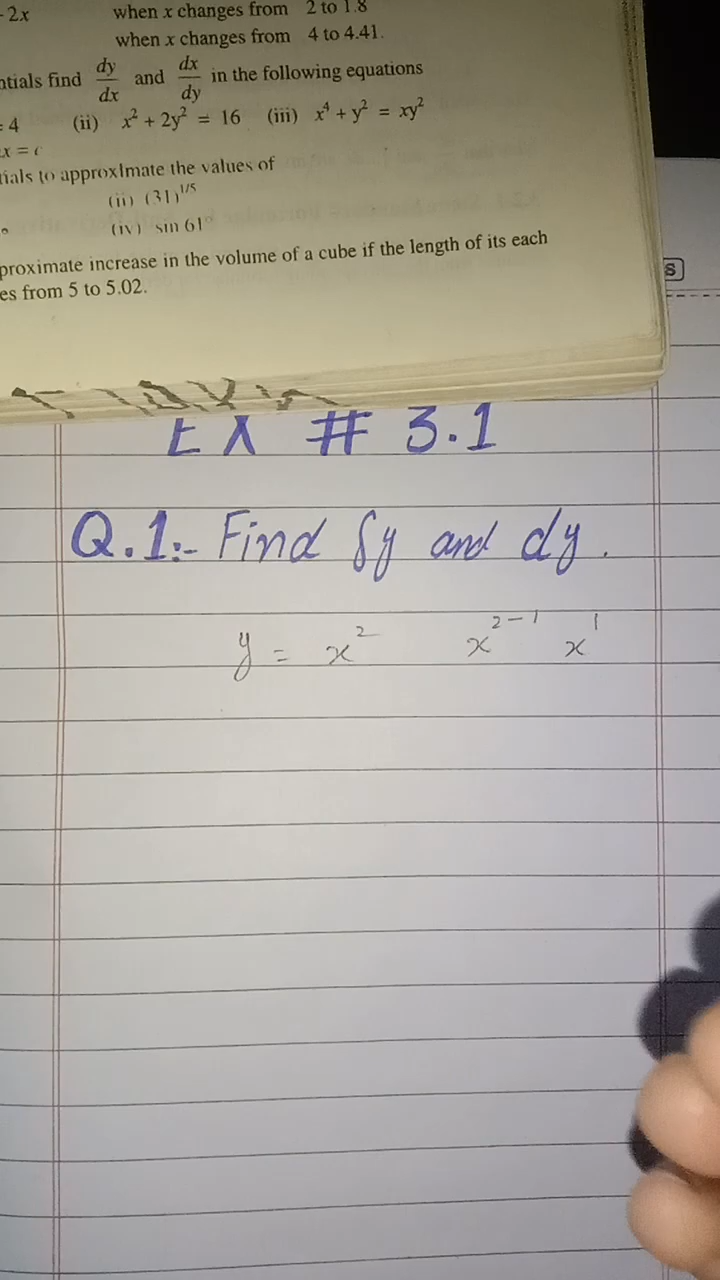 - 2x when x changes from 2 to 1.8
when x changes from 4 to 4.41.
ntials find dy/dx and dx/dy in the following equations
= 4 (ii) x² + 2y² = 16 (iii) x⁴ + y² = xy²
x = c
tials to approxImate the values of
(ii) (31)^1/5
(iv) sin 61°
proximate increase in the volume of a cube if the length of its each
es from 5 to 5.02.
S
EX # 3.1
Q.1:- Find δy and dy.
y = x² x²⁻¹ x¹